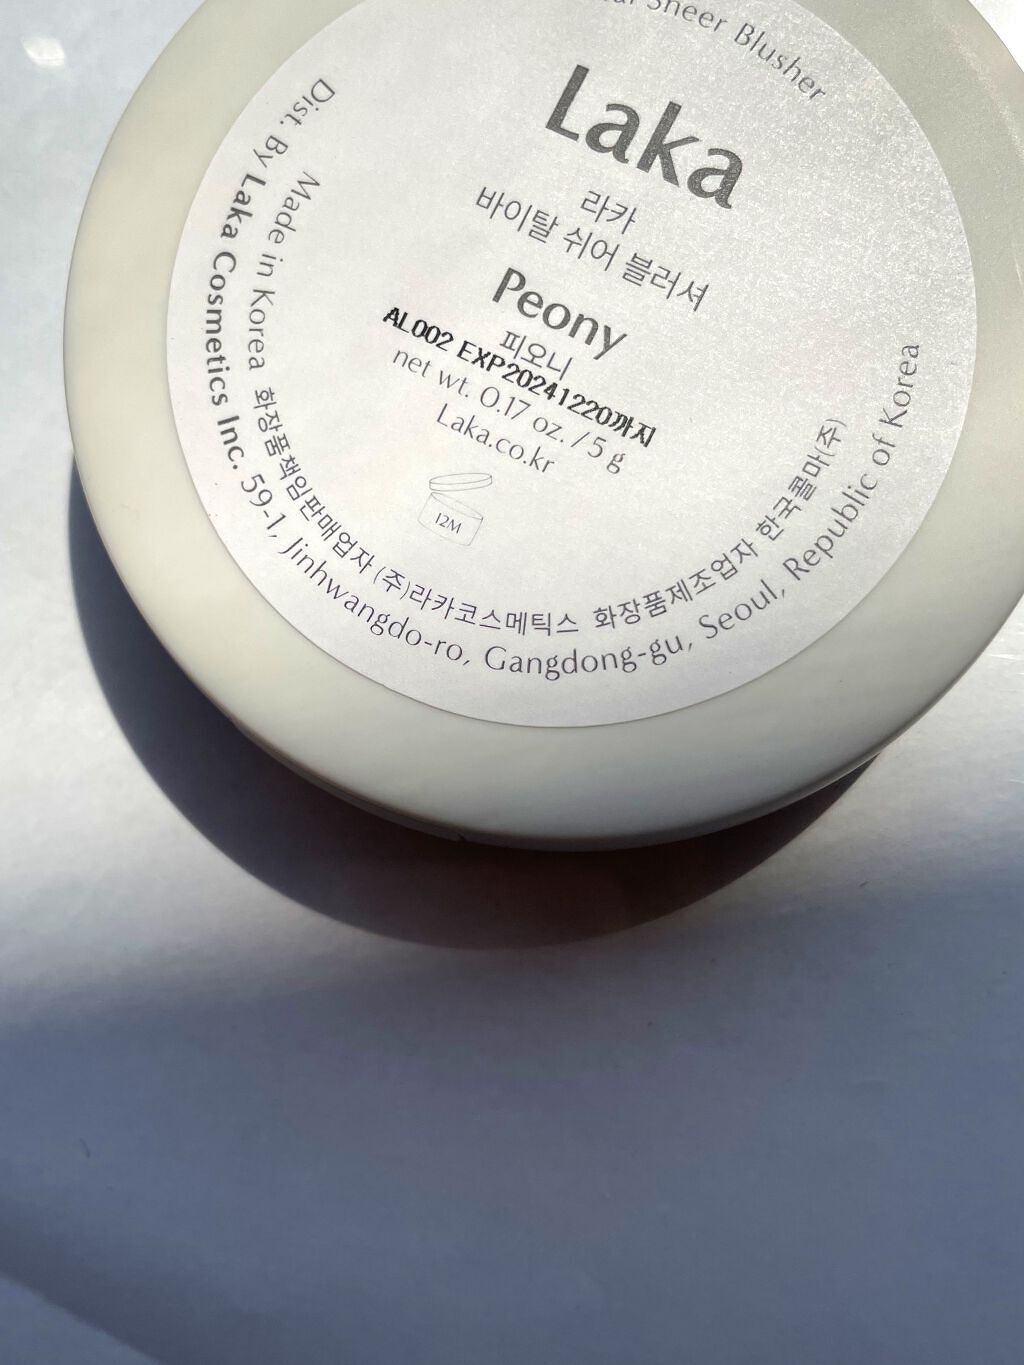 Sheer Blusher
Laka
라카
바이탈 쉬어 블러셔
Peony
피오니
AL002 EXP20241220까지
net wt. 0.17 oz. / 5 g
Laka.co.kr
12M
Made in Korea 화장품책임판매업자 (주)라카코스메틱스 화장품제조업자 한국콜마(주)
Dist. By Laka Cosmetics Inc. 59-1, Jinhwangdo-ro, Gangdong-gu, Seoul, Republic of Korea